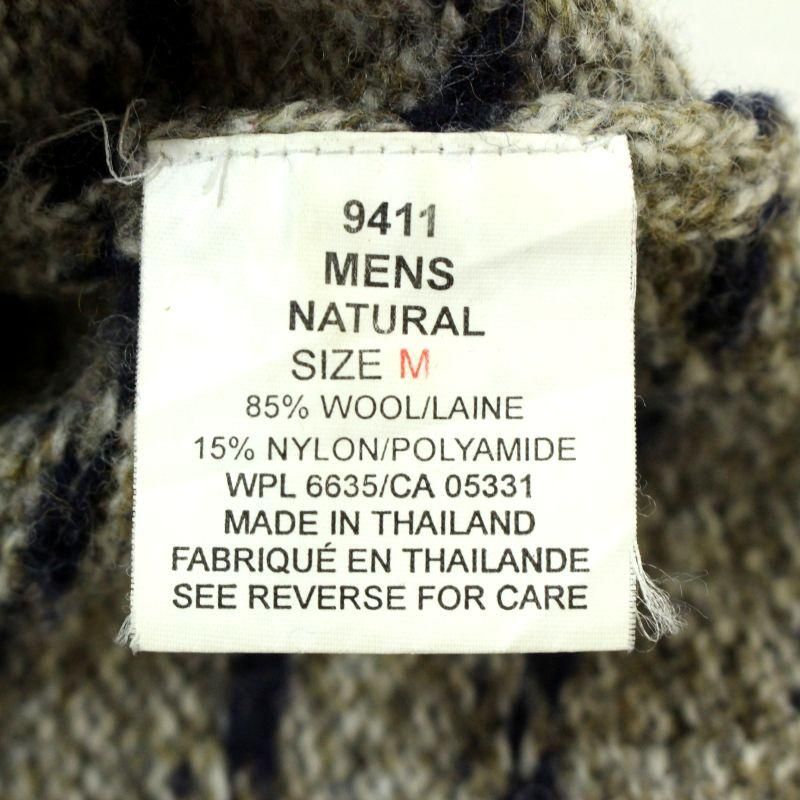 9411
MENS
NATURAL
SIZE M
85% WOOL/LAINE
15% NYLON/POLYAMIDE
WPL 6635/CA 05331
MADE IN THAILAND
FABRIQUÉ EN THAILANDE
SEE REVERSE FOR CARE